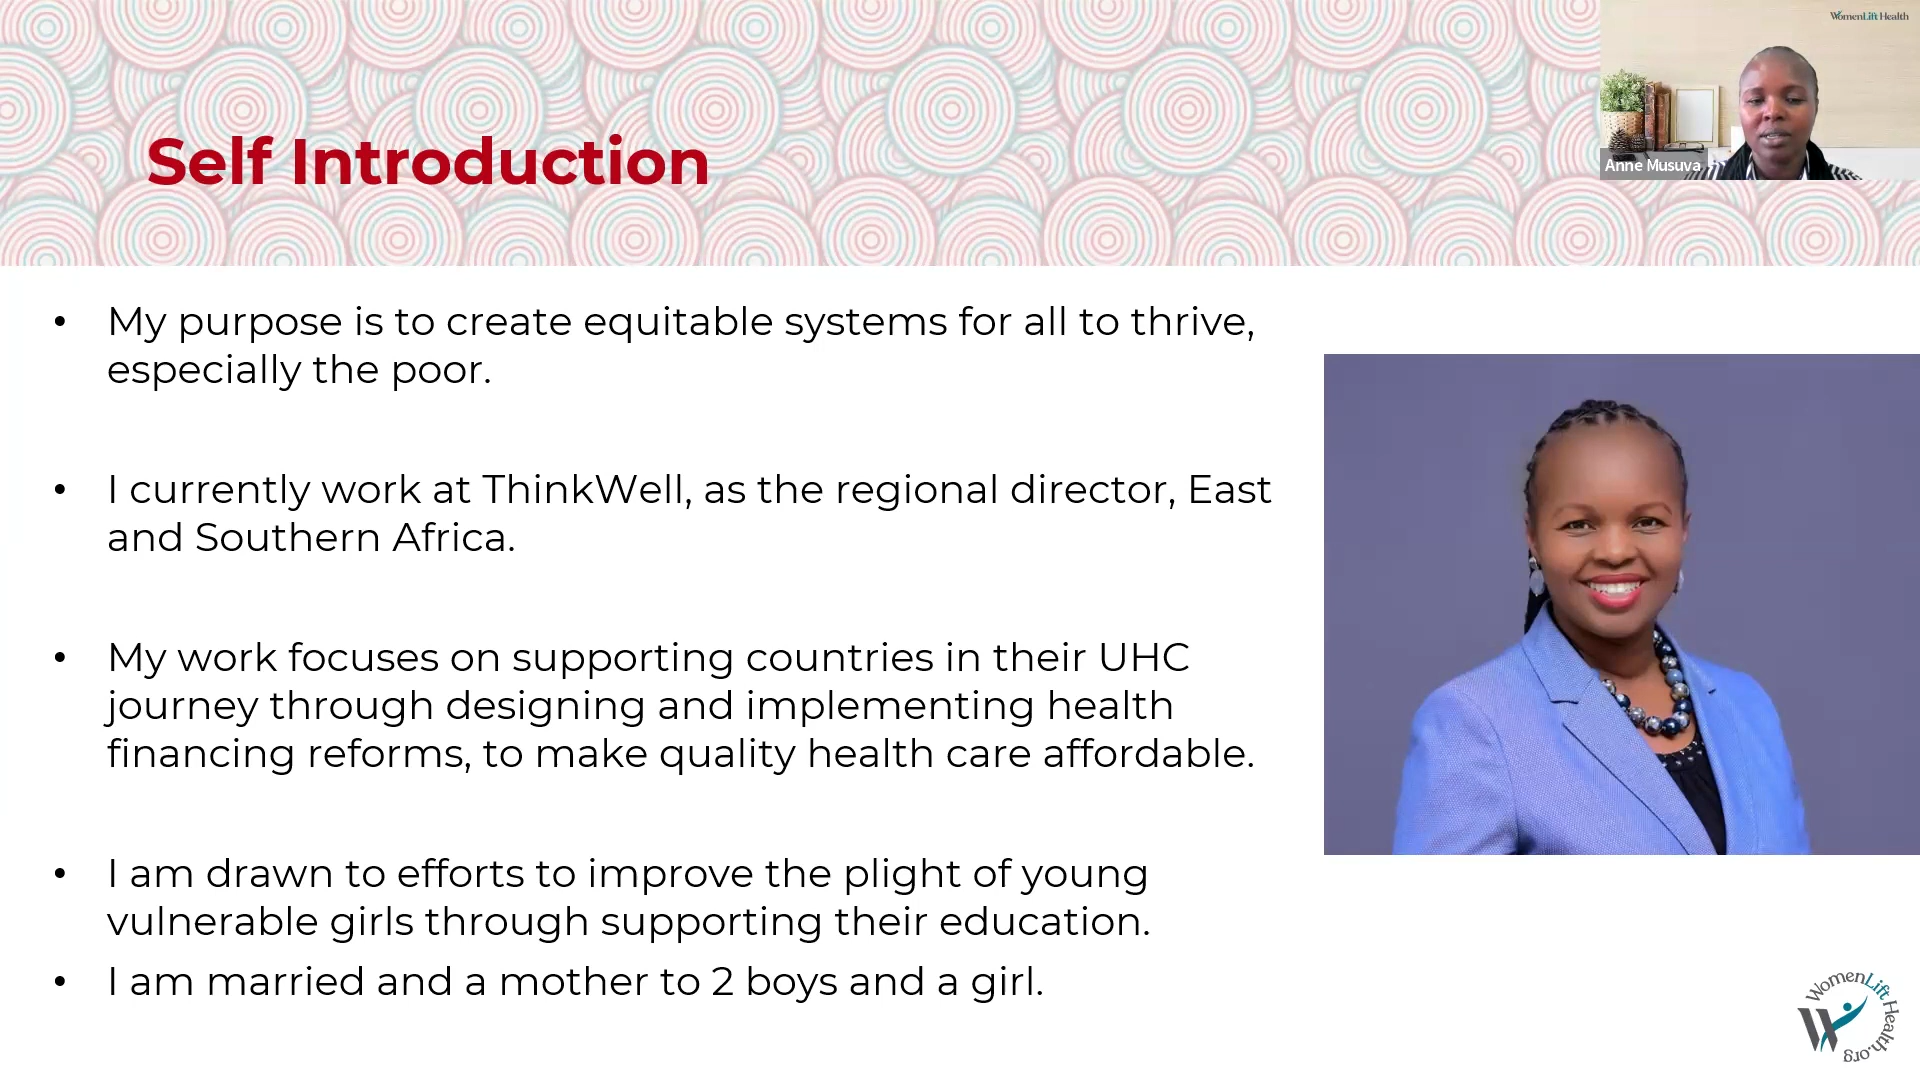 WomenLift Health
Anne Musuva
Self Introduction
• My purpose is to create equitable systems for all to thrive,
especially the poor.
• I currently work at ThinkWell, as the regional director, East
and Southern Africa.
• My work focuses on supporting countries in their UHC
journey through designing and implementing health
financing reforms, to make quality health care affordable.
• I am drawn to efforts to improve the plight of young
vulnerable girls through supporting their education.
• I am married and a mother to 2 boys and a girl.
WomenLift Health.org